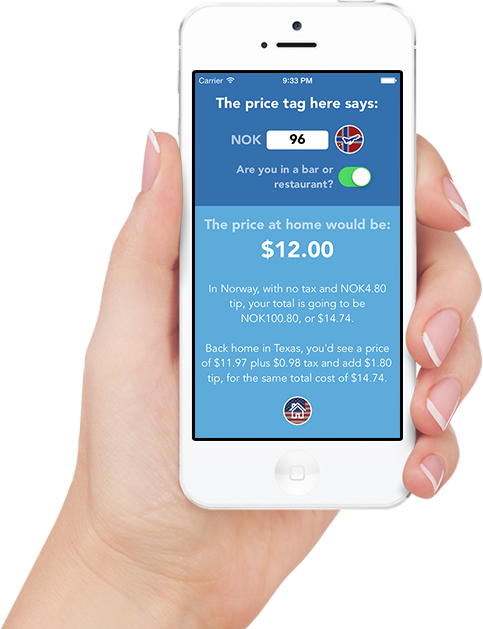 Carrier 9:33 PM
The price tag here says:
NOK 96
Are you in a bar or
restaurant?
The price at home would be:
$12.00
In Norway, with no tax and NOK4.80
tip, your total is going to be
NOK100.80, or $14.74.
Back home in Texas, you'd see a price
of $11.97 plus $0.98 tax and add $1.80
tip, for the same total cost of $14.74.